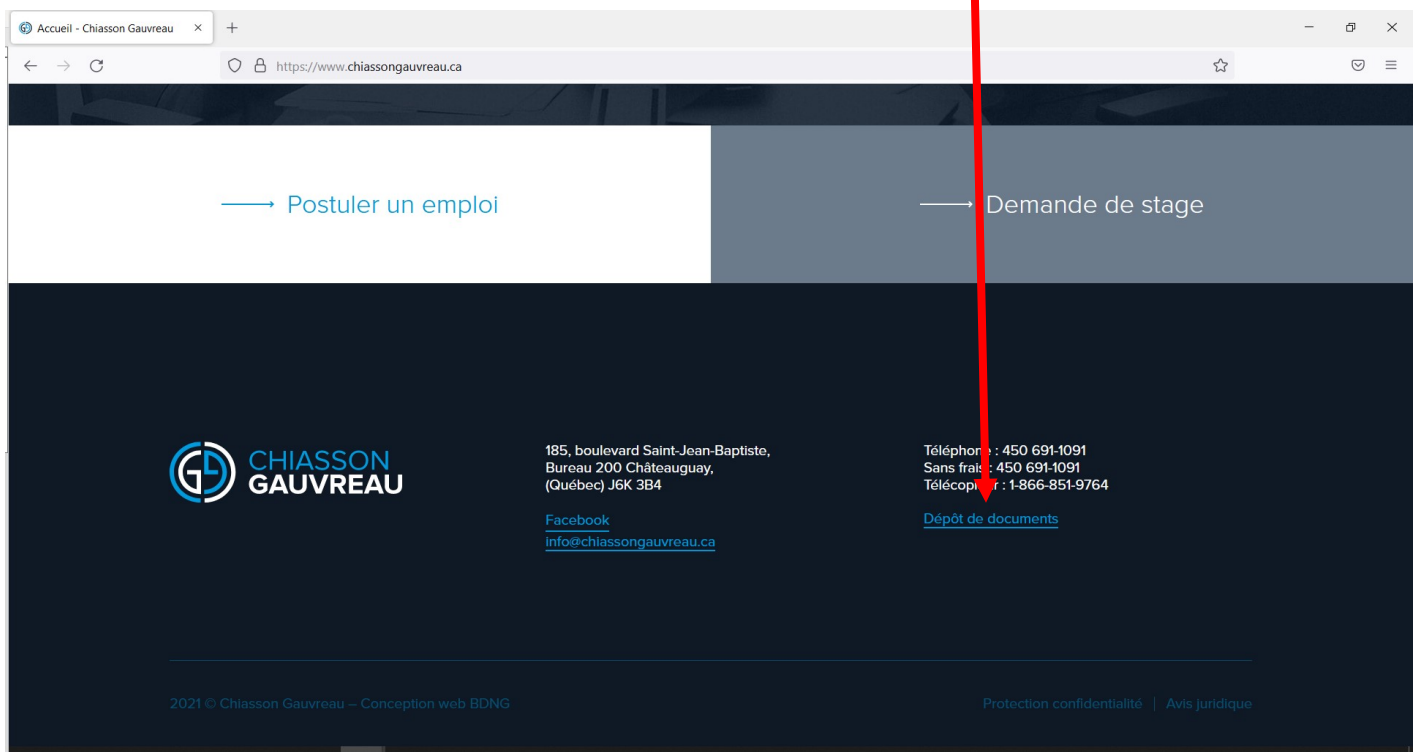 Accueil - Chiasson Gauvreau
https://www.chiassongauvreau.ca
Postuler un emploi
Demande de stage
CHIASSON
GAUVREAU
185, boulevard Saint-Jean-Baptiste,
Bureau 200 Châteauguay,
(Québec) J6K 3B4
Facebook
info@chiassongauvreau.ca
Téléphone : 450 691-1091
Sans frais : 450 691-1091
Télécopieur : 1-866-851-9764
Dépôt de documents
2021 © Chiasson Gauvreau – Conception web BDNG
Protection confidentialité | Avis juridique